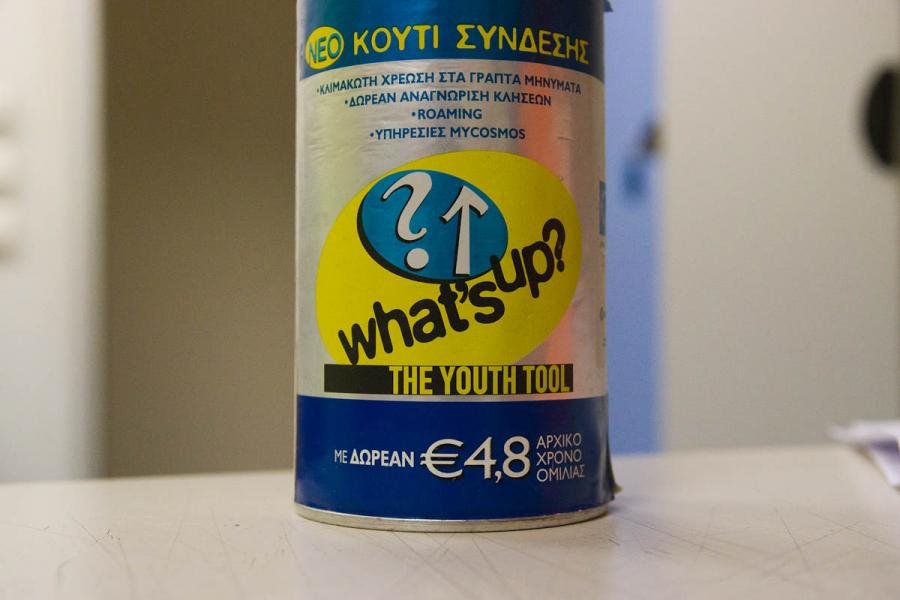 ΝΕΟ ΚΟΥΤΙ ΣΥΝΔΕΣΗΣ
·ΚΛΙΜΑΚΩΤΗ ΧΡΕΩΣΗ ΣΤΑ ΓΡΑΠΤΑ ΜΗΝΥΜΑΤΑ
·ΔΩΡΕΑΝ ΑΝΑΓΝΩΡΙΣΗ ΚΛΗΣΕΩΝ
·ROAMING
·ΥΠΗΡΕΣΙΕΣ MYCOSMOS
?↑
what's up?
THE YOUTH TOOL
ΜΕ ΔΩΡΕΑΝ €4,8 ΑΡΧΙΚΟ
ΧΡΟΝΟ
ΟΜΙΛΙΑΣ